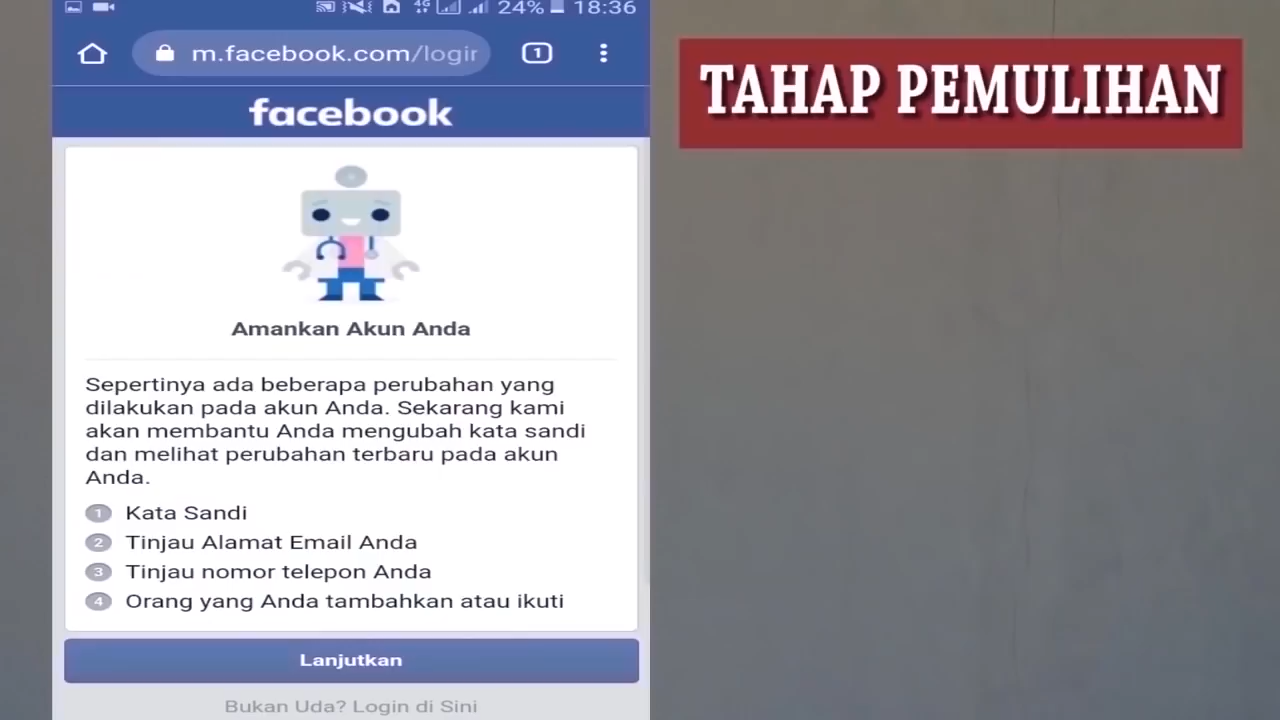 4G 24% 18:36
m.facebook.com/login 1
TAHAP PEMULIHAN
facebook
Amankan Akun Anda
Sepertinya ada beberapa perubahan yang
dilakukan pada akun Anda. Sekarang kami
akan membantu Anda mengubah kata sandi
dan melihat perubahan terbaru pada akun
Anda.
1 Kata Sandi
2 Tinjau Alamat Email Anda
3 Tinjau nomor telepon Anda
4 Orang yang Anda tambahkan atau ikuti
Lanjutkan
Bukan Uda? Login di Sini